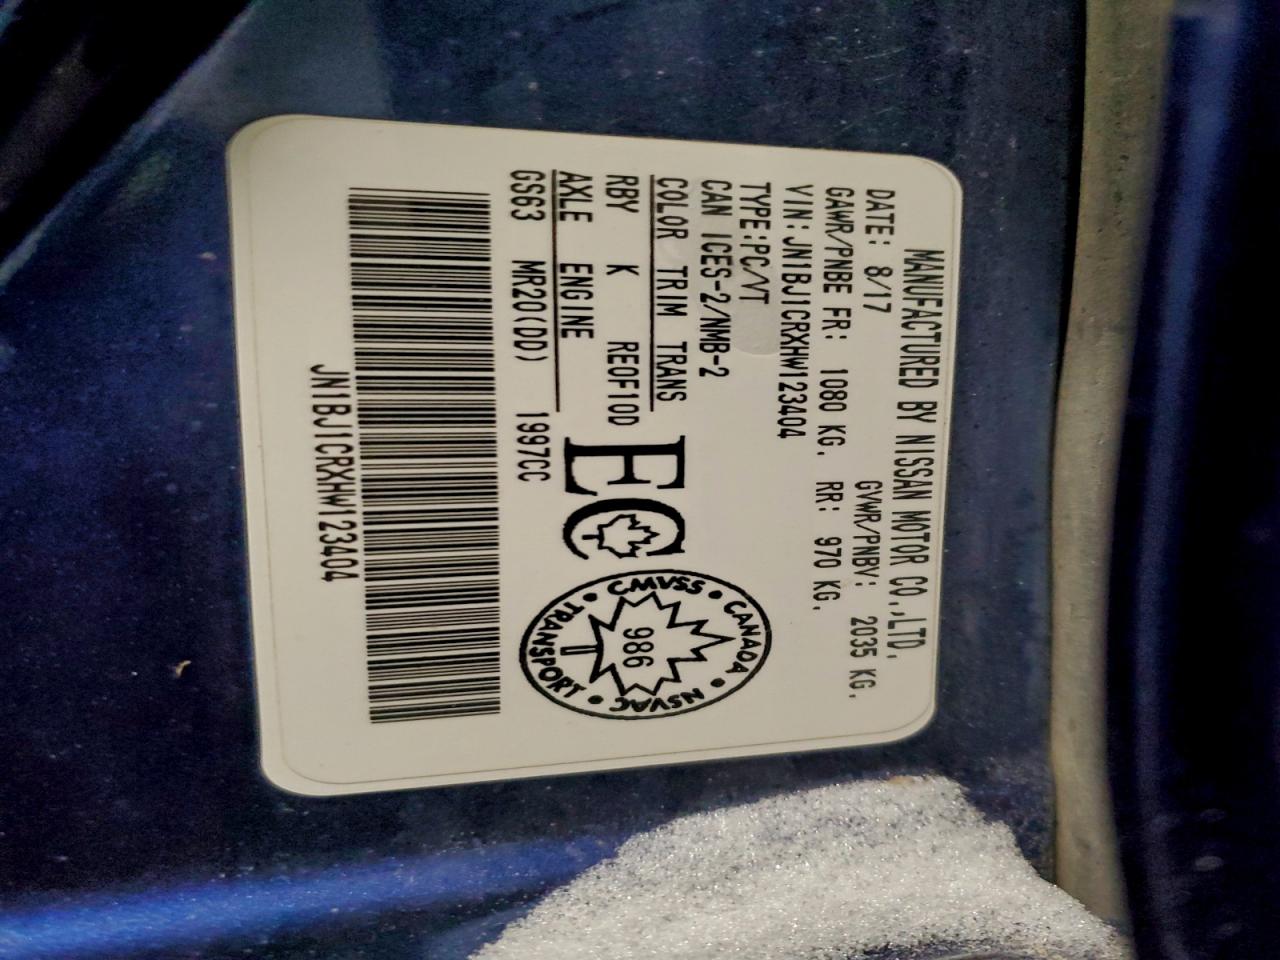 MANUFACTURED BY NISSAN MOTOR CO.,LTD.
DATE: 8/17 GVWR/PNBV: 2035 KG.
GAWR/PNBE FR: 1080 KG. RR: 970 KG.
VIN:JN1BJ1CRXHW123404
TYPE:PC/VT
CAN ICES-2/NMB-2
COLOR TRIM TRANS
RBY K REOF10D
AXLE ENGINE
GS63 MR20(DD) 1997CC
EC
CANADA • NSVAC • TRANSPORT • CMVSS •
986
JN1BJ1CRXHW123404